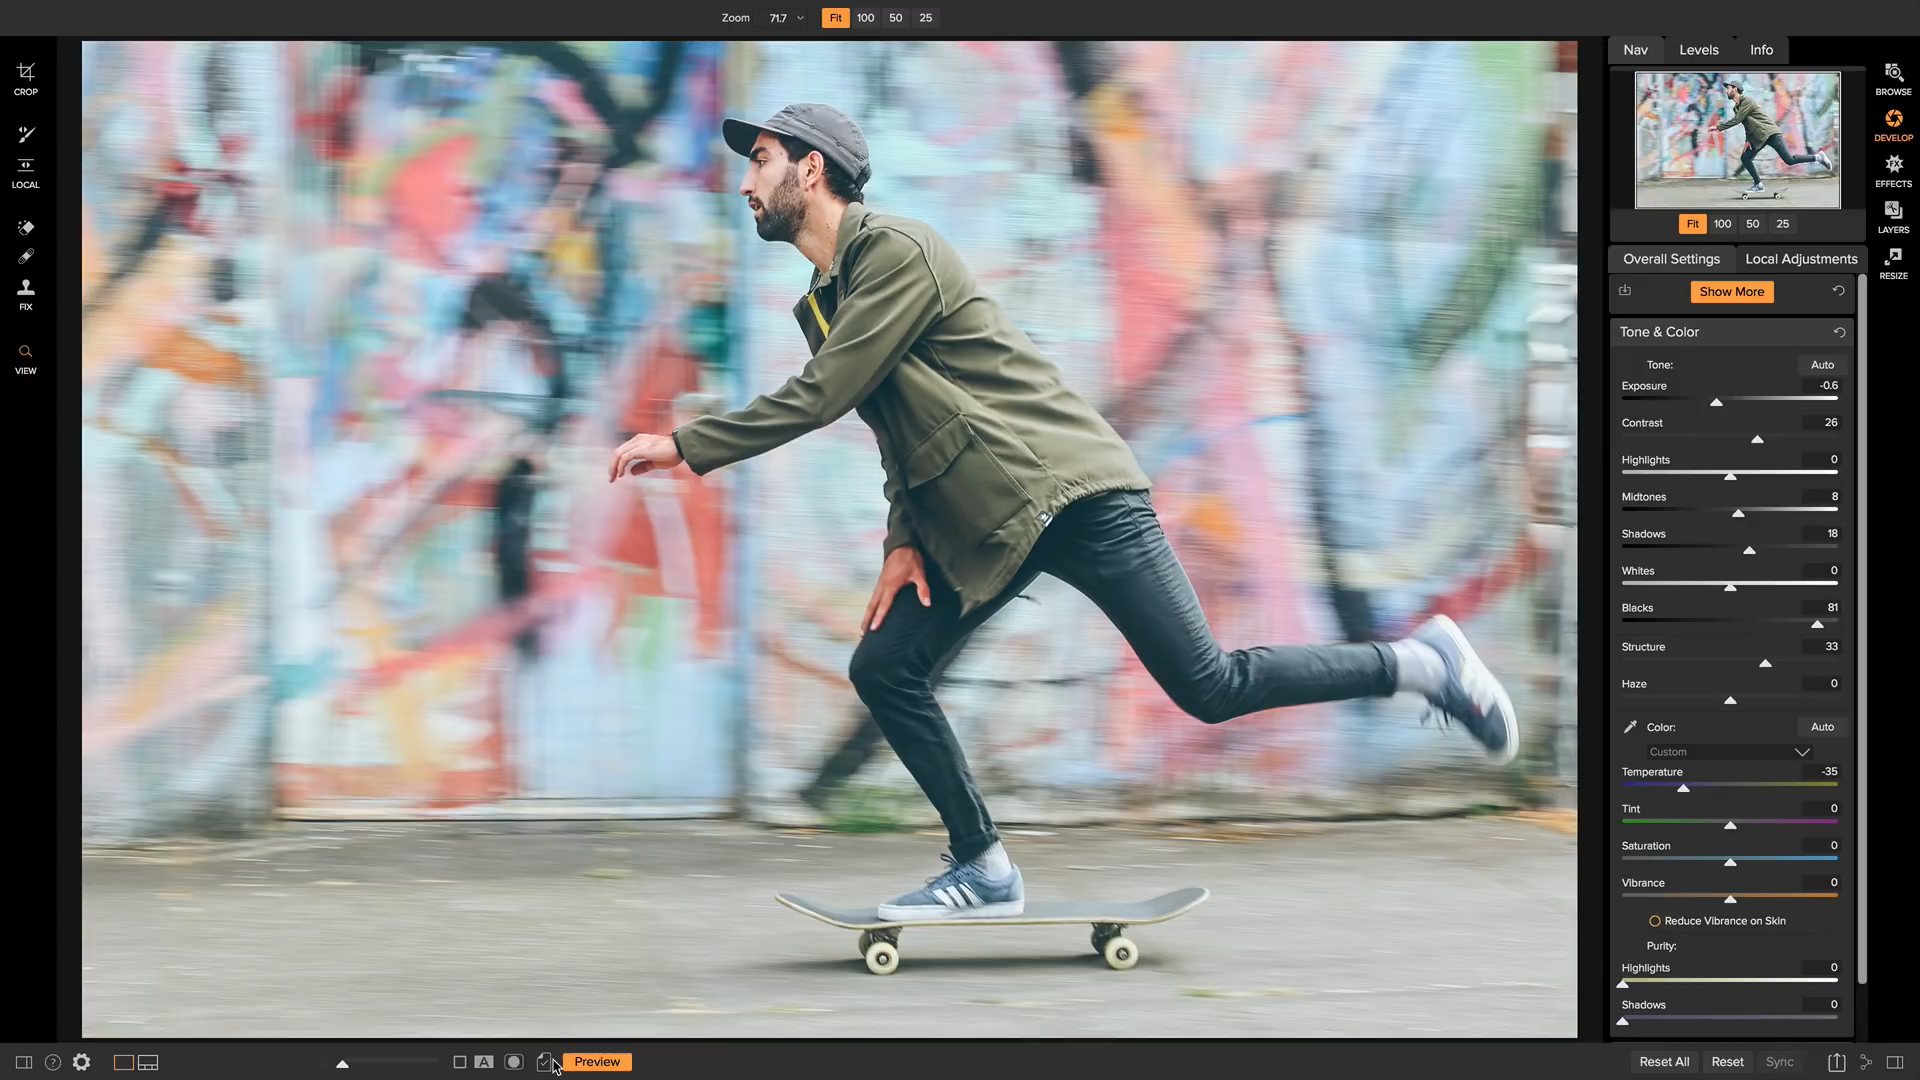 Zoom 71.7 Fit 100 50 25
CROP
LOCAL
FIX
VIEW
Nav Levels Info
Fit 100 50 25
BROWSE
DEVELOP
EFFECTS
LAYERS
RESIZE
Overall Settings Local Adjustments
Show More
Tone & Color
Tone: Auto
Exposure -0.6
Contrast 26
Highlights 0
Midtones 8
Shadows 18
Whites 0
Blacks 81
Structure 33
Haze 0
Color: Auto
Custom
Temperature -35
Tint 0
Saturation 0
Vibrance 0
Reduce Vibrance on Skin
Purity:
Highlights 0
Shadows 0
? A Preview
Reset All Reset Sync